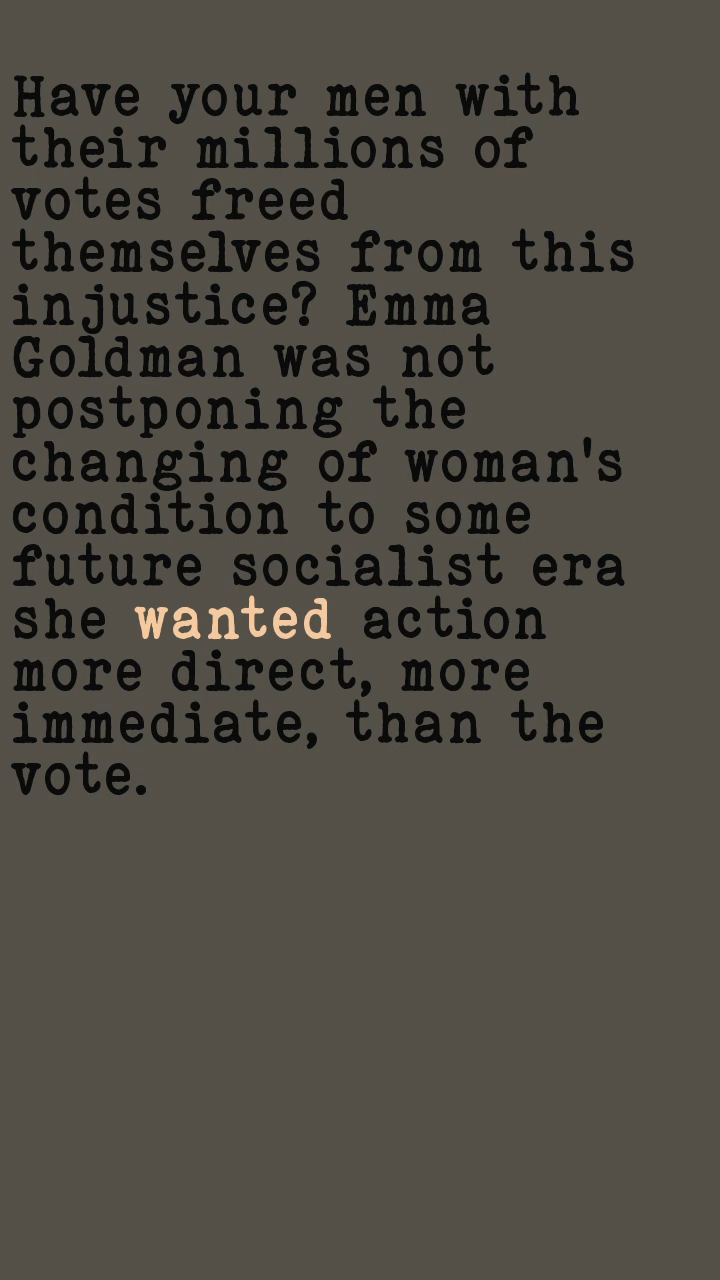 Have your men with
their millions of
votes freed
themselves from this
injustice? Emma
Goldman was not
postponing the
changing of woman's
condition to some
future socialist era
she wanted action
more direct, more
immediate, than the
vote.